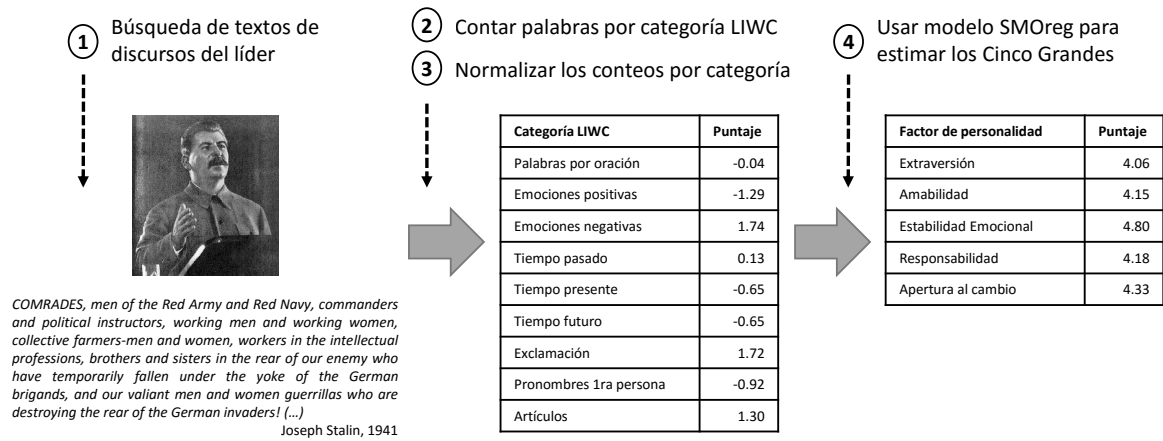 1
Búsqueda de textos de
discursos del líder
COMRADES, men of the Red Army and Red Navy, commanders
and political instructors, working men and working women,
collective farmers-men and women, workers in the intellectual
professions, brothers and sisters in the rear of our enemy who
have temporarily fallen under the yoke of the German
brigands, and our valiant men and women guerrillas who are
destroying the rear of the German invaders! (...)
Joseph Stalin, 1941
2 Contar palabras por categoría LIWC
3 Normalizar los conteos por categoría
Categoría LIWC Puntaje
Palabras por oración -0.04
Emociones positivas -1.29
Emociones negativas 1.74
Tiempo pasado 0.13
Tiempo presente -0.65
Tiempo futuro -0.65
Exclamación 1.72
Pronombres 1ra persona -0.92
Artículos 1.30
4
Usar modelo SMOreg para
estimar los Cinco Grandes
Factor de personalidad Puntaje
Extraversión 4.06
Amabilidad 4.15
Estabilidad Emocional 4.80
Responsabilidad 4.18
Apertura al cambio 4.33